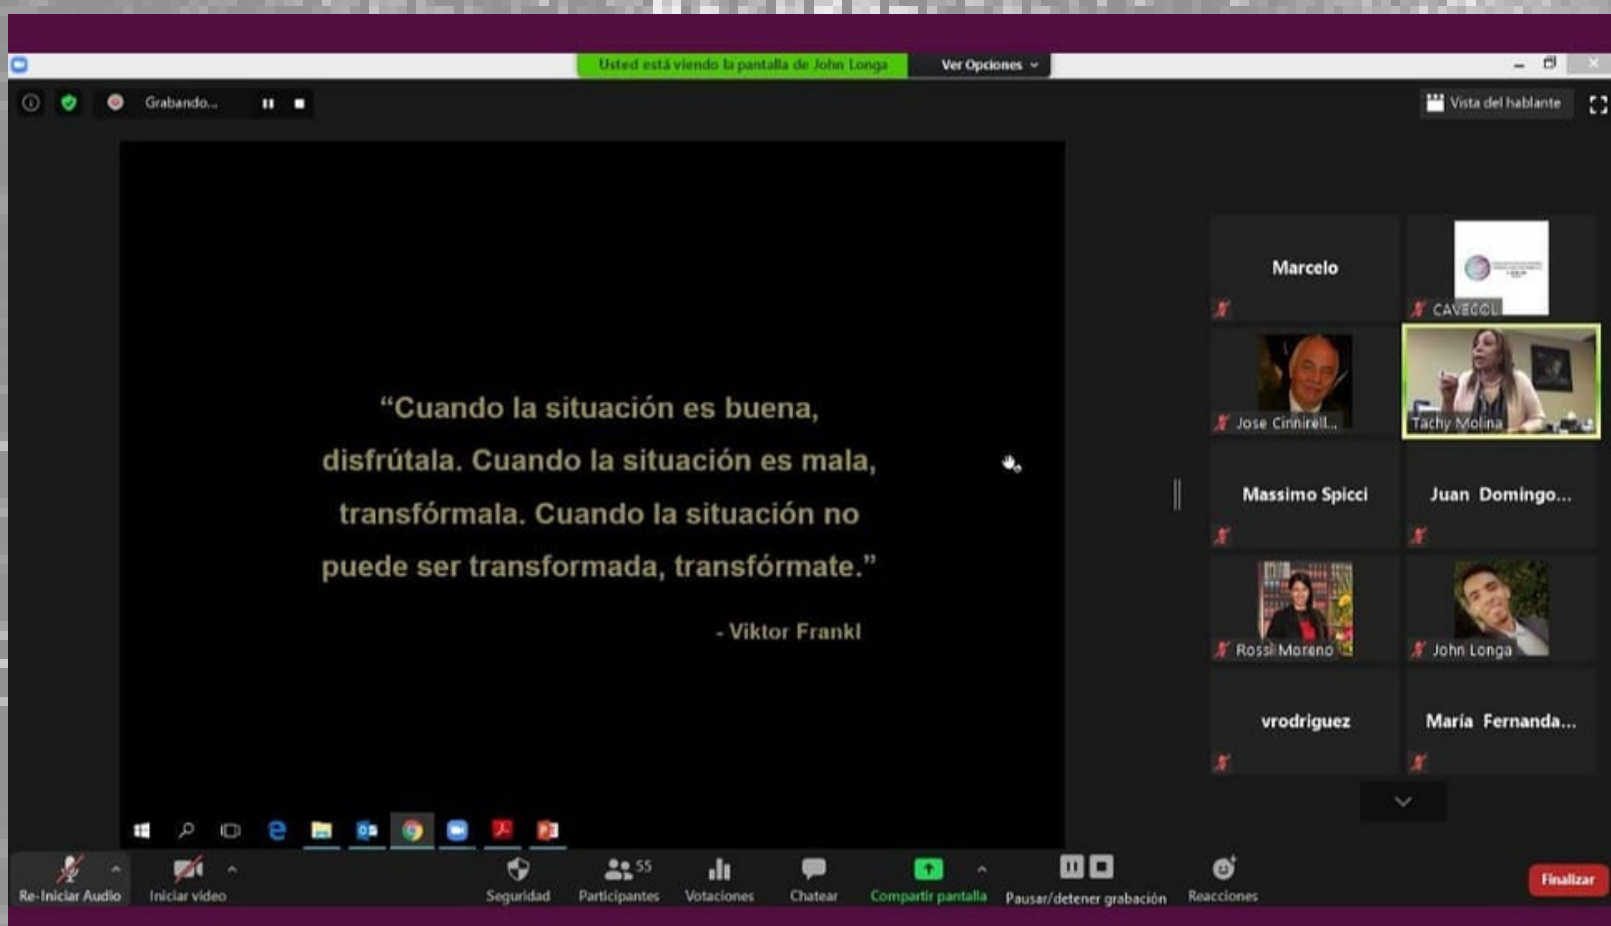 Usted está viendo la pantalla de John Longa
Ver Opciones
Grabando...
Vista del hablante
“Cuando la situación es buena,
disfrútala. Cuando la situación es mala,
transfórmala. Cuando la situación no
puede ser transformada, transfórmate.”
- Viktor Frankl
Marcelo
CAVECOL
Jose Cinnirell...
Tachy Molina
Massimo Spicci
Juan Domingo...
Rossi Moreno
John Longa
vrodriguez
María Fernanda...
Re-Iniciar Audio
Iniciar video
Seguridad
55
Participantes
Votaciones
Chatear
Compartir pantalla
Pausar/detener grabación
Reacciones
Finalizar